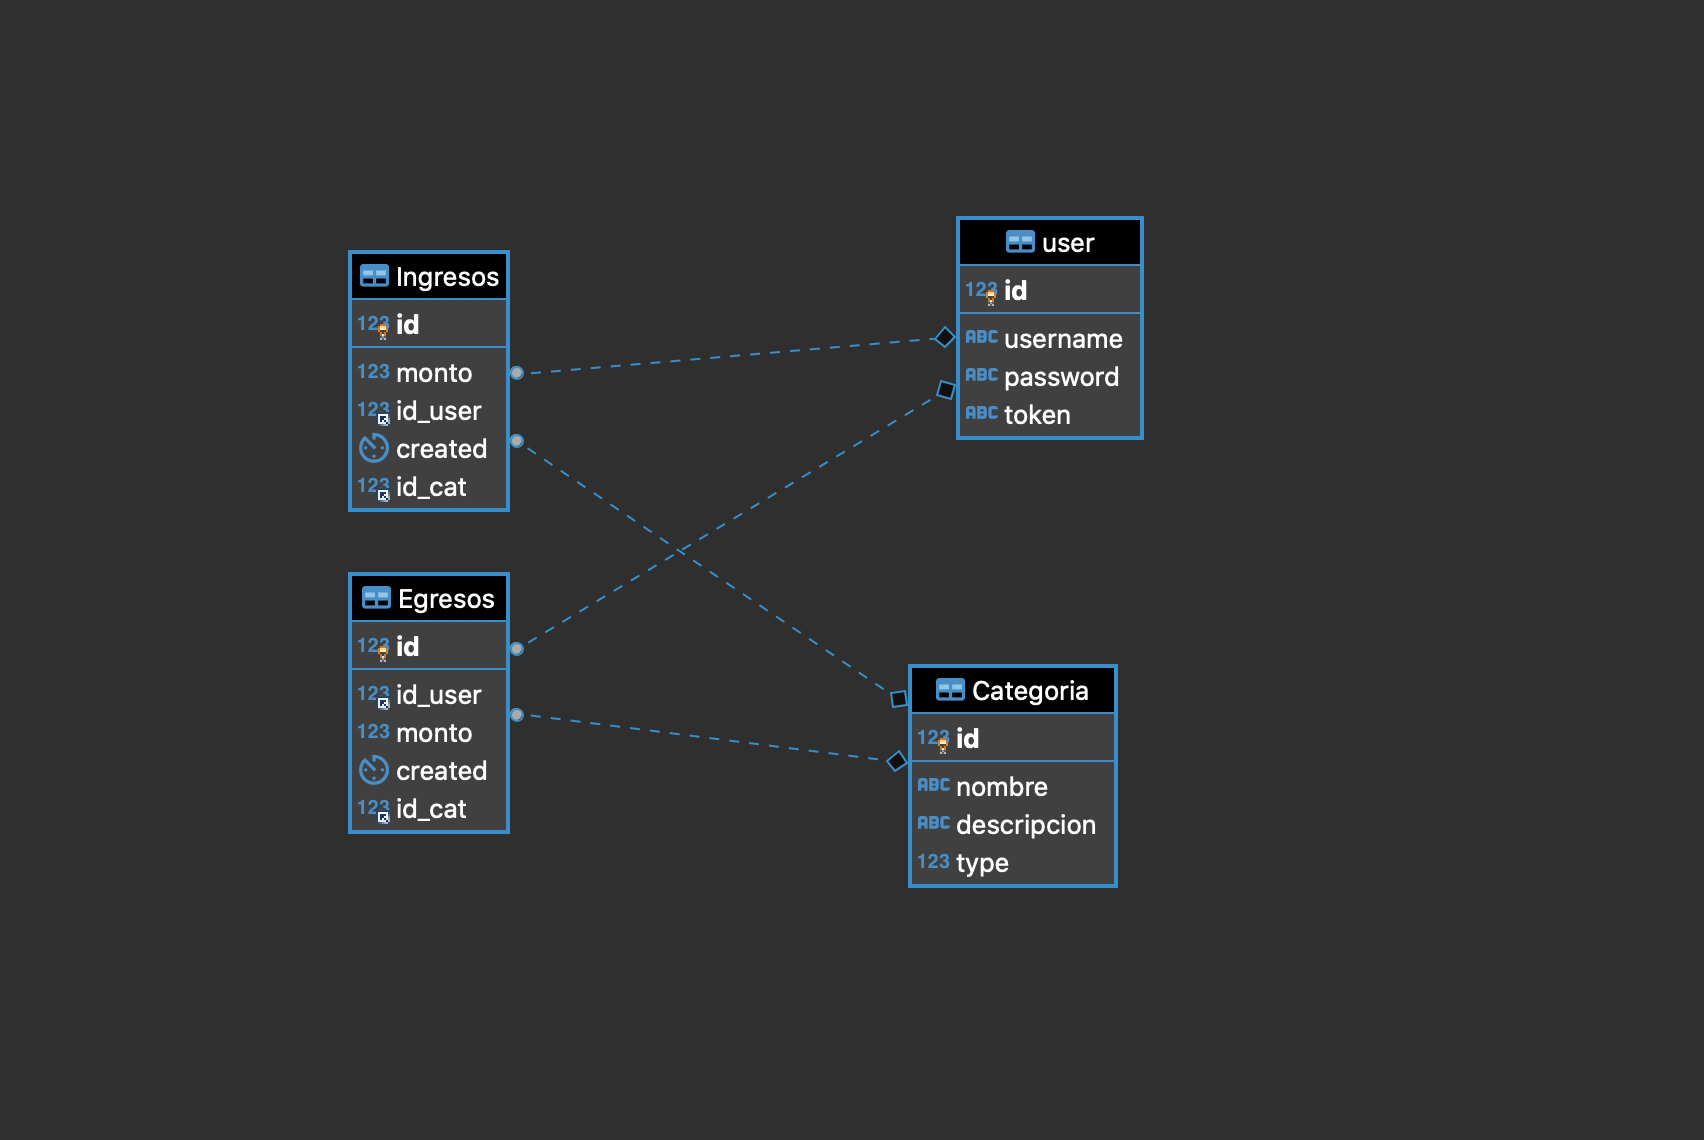 Ingresos
123 id
123 monto
123 id_user
created
123 id_cat
Egresos
123 id
123 id_user
123 monto
created
123 id_cat
user
123 id
ABC username
ABC password
ABC token
Categoria
123 id
ABC nombre
ABC descripcion
123 type